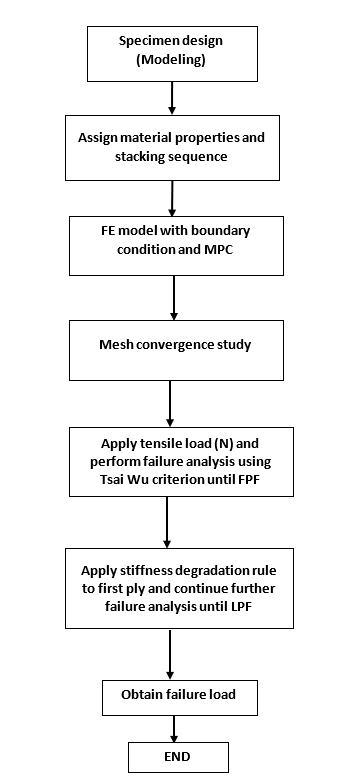 Specimen design
(Modeling)
Assign material properties and
stacking sequence
FE model with boundary
condition and MPC
Mesh convergence study
Apply tensile load (N) and
perform failure analysis using
Tsai Wu criterion until FPF
Apply stiffness degradation rule
to first ply and continue further
failure analysis until LPF
Obtain failure load
END